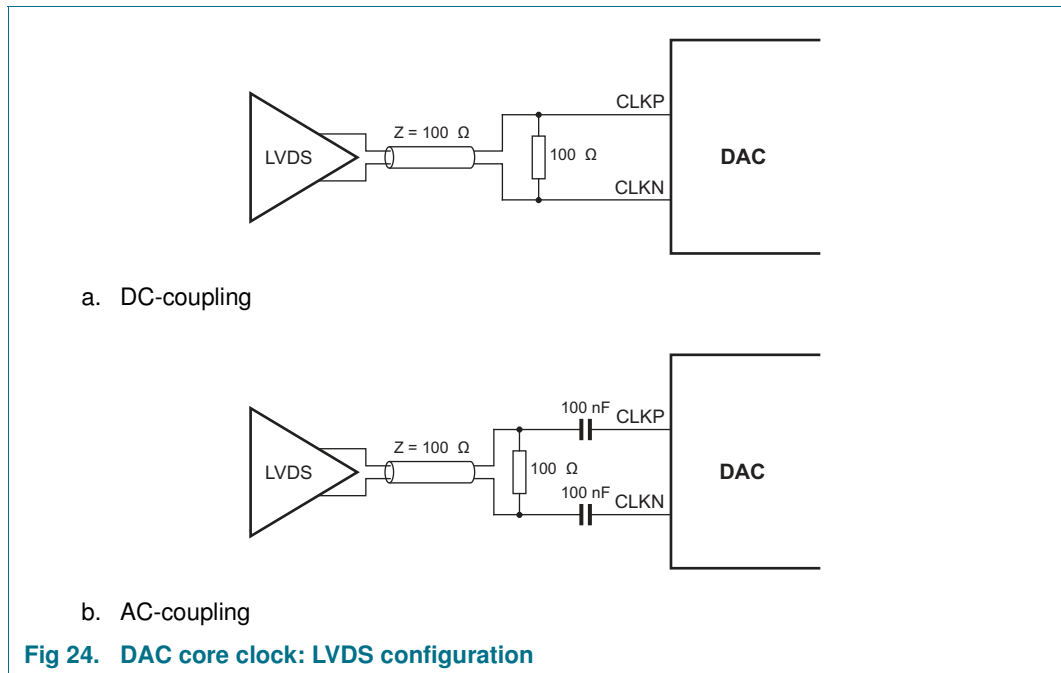 CLKP
Z = 100 Ω
LVDS
100 Ω
DAC
CLKN
a. DC-coupling
100 nF
CLKP
Z = 100 Ω
LVDS
100 Ω
DAC
100 nF
CLKN
b. AC-coupling
Fig 24. DAC core clock: LVDS configuration